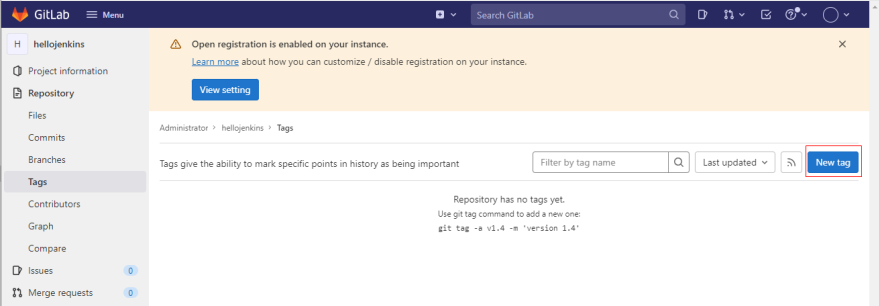 GitLab Menu Search GitLab
H hellojenkins
Project information
Repository
Files
Commits
Branches
Tags
Contributors
Graph
Compare
Issues 0
Merge requests 0
Open registration is enabled on your instance.
Learn more about how you can customize / disable registration on your instance.
View setting
Administrator > hellojenkins > Tags
Tags give the ability to mark specific points in history as being important
Filter by tag name
Last updated
New tag
Repository has no tags yet.
Use git tag command to add a new one:
git tag -a v1.4 -m 'version 1.4'